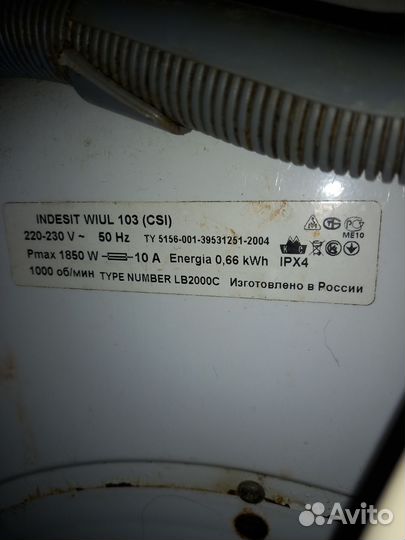 INDESIT WIUL 103 (CSI)
220-230 V ~ 50 Hz TY 5156-001-39531251-2004
Pmax 1850 W 10 A Energia 0,66 kWh IPX4
1000 об/мин TYPE NUMBER LB2000C Изготовлено в России
ME10
Avito